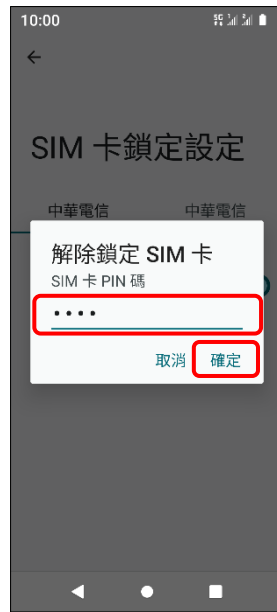 10:00
5G
SIM 卡鎖定設定
中華電信 中華電信
解除鎖定 SIM 卡
SIM 卡 PIN 碼
••••
取消 確定